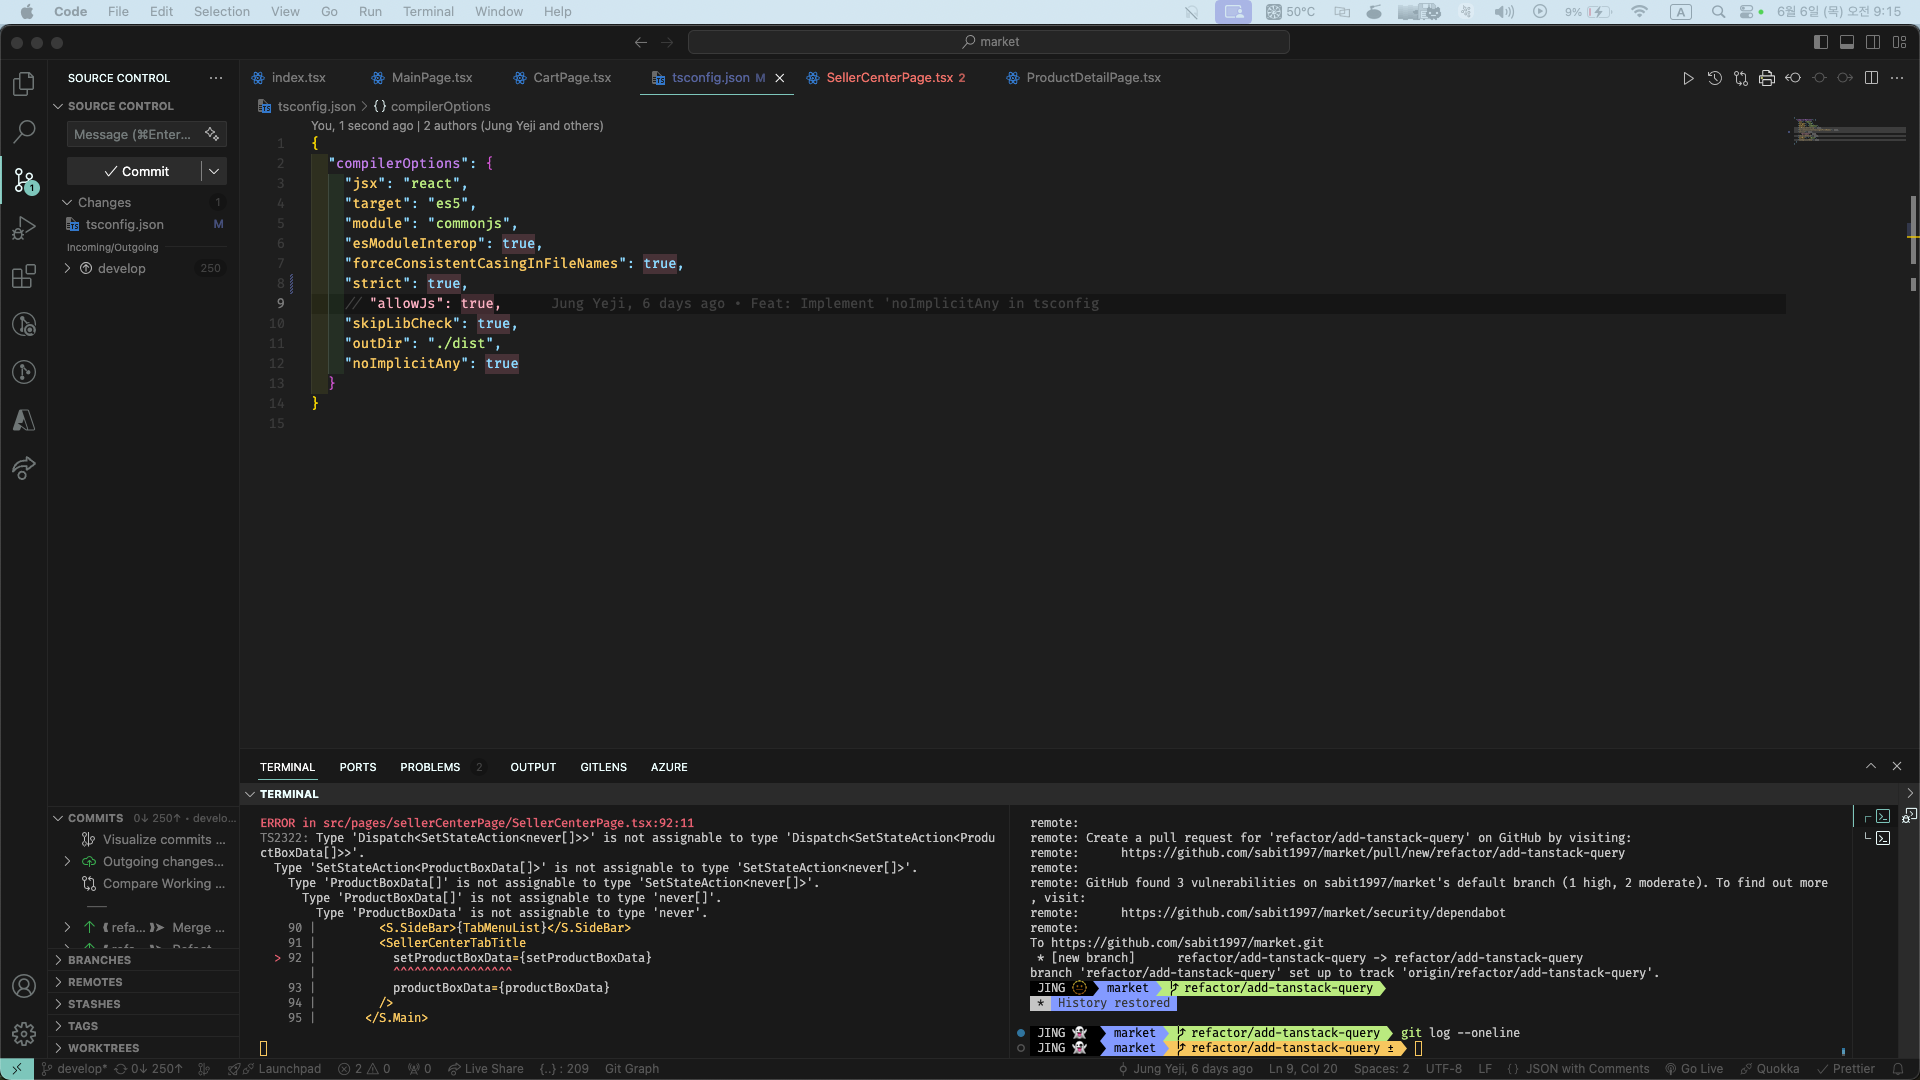 Code File Edit Selection View Go Run Terminal Window Help 50°C 9% A 6월 6일 (목) 오전 9:15
market
SOURCE CONTROL
SOURCE CONTROL
Message (⌘Enter...
Commit
Changes 1
tsconfig.json M
Incoming/Outgoing
develop 250
index.tsx MainPage.tsx CartPage.tsx tsconfig.json M SellerCenterPage.tsx 2 ProductDetailPage.tsx
tsconfig.json > {} compilerOptions
You, 1 second ago | 2 authors (Jung Yeji and others)
1 {
2 "compilerOptions": {
3 "jsx": "react",
4 "target": "es5",
5 "module": "commonjs",
6 "esModuleInterop": true,
7 "forceConsistentCasingInFileNames": true,
8 "strict": true,
9 // "allowJs": true, Jung Yeji, 6 days ago • Feat: Implement 'noImplicitAny in tsconfig
10 "skipLibCheck": true,
11 "outDir": "./dist",
12 "noImplicitAny": true
13 }
14 }
15
COMMITS 0↓ 250↑ • develo...
Visualize commits ...
Outgoing changes...
Compare Working ...
refa... Merge ...
BRANCHES
REMOTES
STASHES
TAGS
WORKTREES
TERMINAL PORTS PROBLEMS 2 OUTPUT GITLENS AZURE
TERMINAL
ERROR in src/pages/sellerCenterPage/SellerCenterPage.tsx:92:11
TS2322: Type 'Dispatch<SetStateAction<never[]>>' is not assignable to type 'Dispatch<SetStateAction<Produ
ctBoxData[]>>'.
Type 'SetStateAction<ProductBoxData[]>' is not assignable to type 'SetStateAction<never[]>'.
Type 'ProductBoxData[]' is not assignable to type 'SetStateAction<never[]>'.
Type 'ProductBoxData[]' is not assignable to type 'never[]'.
Type 'ProductBoxData' is not assignable to type 'never'.
90 | <S.SideBar>{TabMenuList}</S.SideBar>
91 | <SellerCenterTabTitle
> 92 | setProductBoxData={setProductBoxData}
| ^^^^^^^^^^^^^^^^^
93 | productBoxData={productBoxData}
94 | />
95 | </S.Main>
remote:
remote: Create a pull request for 'refactor/add-tanstack-query' on GitHub by visiting:
remote: https://github.com/sabit1997/market/pull/new/refactor/add-tanstack-query
remote:
remote: GitHub found 3 vulnerabilities on sabit1997/market's default branch (1 high, 2 moderate). To find out more
, visit:
remote: https://github.com/sabit1997/market/security/dependabot
remote:
To https://github.com/sabit1997/market.git
* [new branch] refactor/add-tanstack-query -> refactor/add-tanstack-query
branch 'refactor/add-tanstack-query' set up to track 'origin/refactor/add-tanstack-query'.
JING market refactor/add-tanstack-query
* History restored
JING market refactor/add-tanstack-query git log --oneline
JING market refactor/add-tanstack-query ±
develop* 0↓ 250↑ Launchpad 2 0 0 Live Share {..} : 209 Git Graph Jung Yeji, 6 days ago Ln 9, Col 20 Spaces: 2 UTF-8 LF {} JSON with Comments Go Live Quokka Prettier